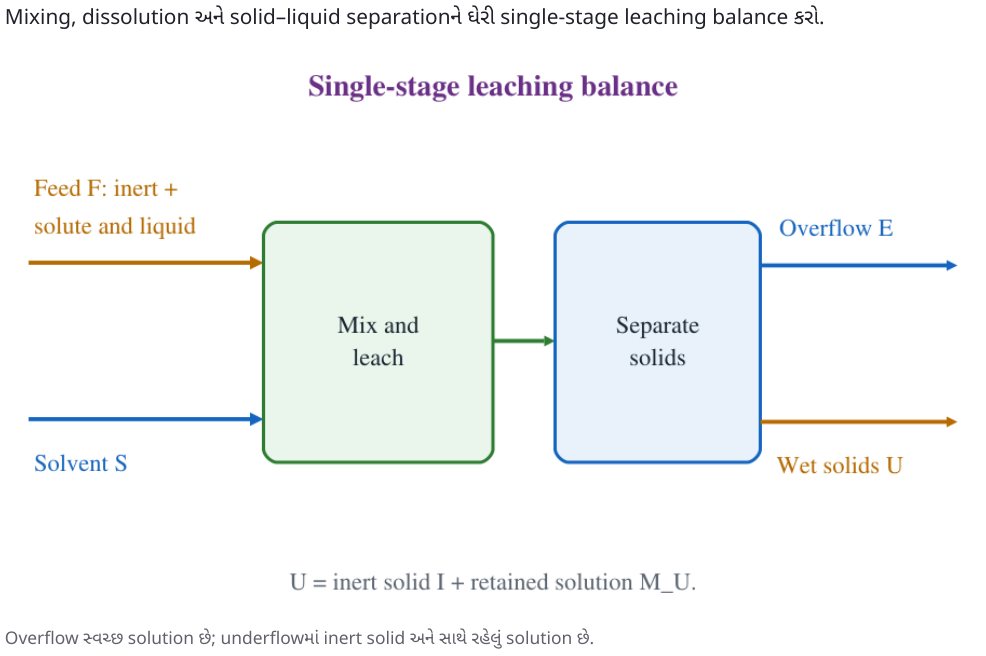 Mixing, dissolution અને solid–liquid separationને ઘેરી single-stage leaching balance કરો.
Single-stage leaching balance
Feed F: inert +
solute and liquid
Solvent S
Mix and
leach
Separate
solids
Overflow E
Wet solids U
U = inert solid I + retained solution M_U.
Overflow સ્વચ્છ solution છે; underflowમાં inert solid અને સાથે રહેલું solution છે.